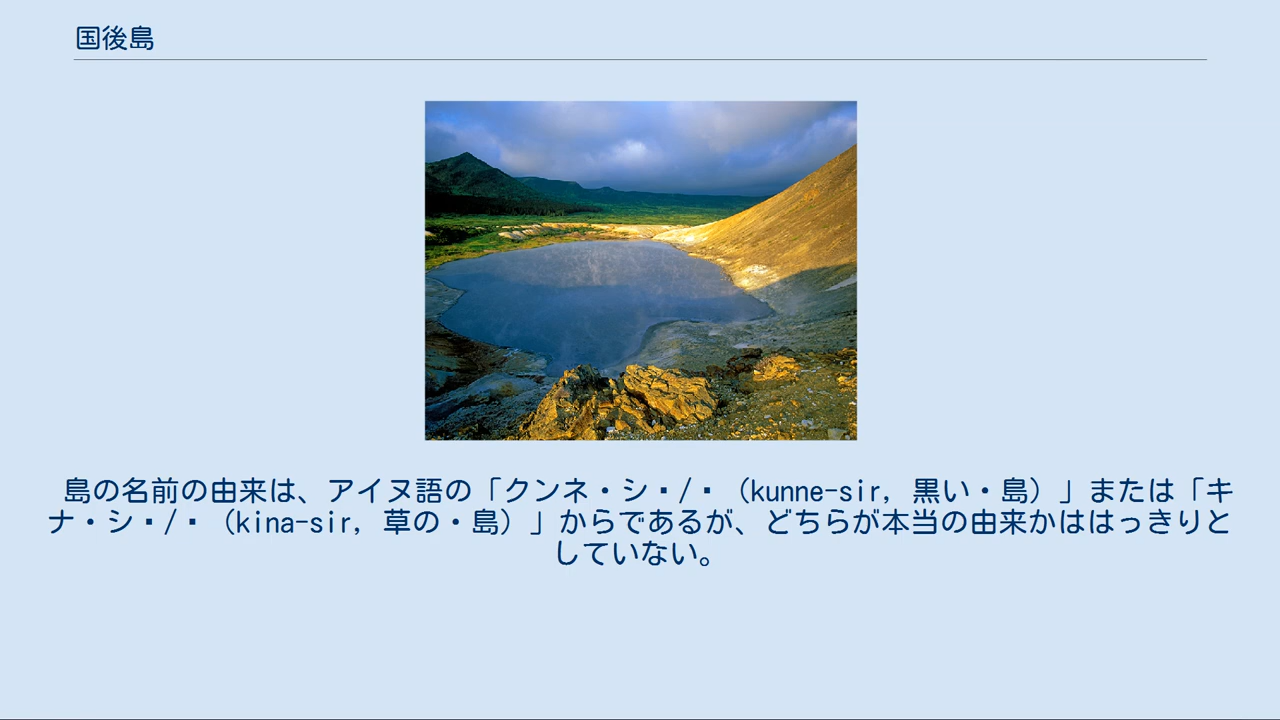 国後島
島の名前の由来は、アイヌ語の「クンネ・シ・/・（kunne-sir, 黒い・島）」または「キ
ナ・シ・/・（kina-sir, 草の・島）」からであるが、どちらが本当の由来かははっきりと
していない。